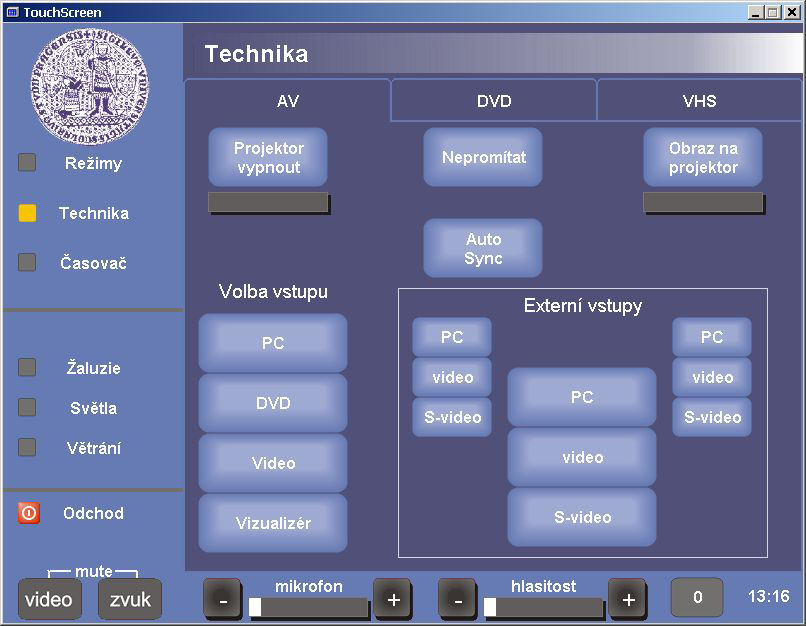 TouchScreen
Technika
AV
DVD
VHS
Režimy
Technika
Časovač
Žaluzie
Světla
Větrání
Odchod
mute
video
zvuk
Projektor
vypnout
Nepromítat
Obraz na
projektor
Auto
Sync
Volba vstupu
PC
DVD
Video
Vizualizér
Externí vstupy
PC
video
S-video
PC
video
S-video
PC
video
S-video
mikrofon
-
+
hlasitost
-
+
0
13:16